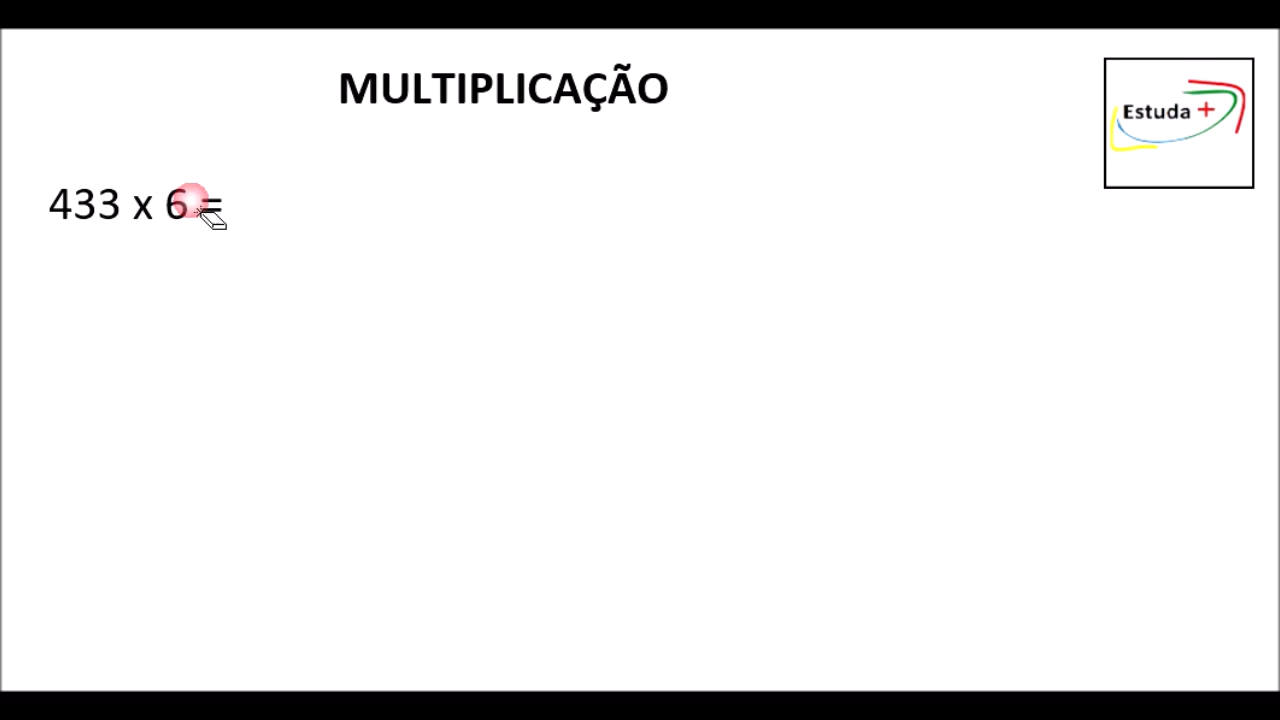 MULTIPLICAÇÃO
Estuda +
433 x 6 =